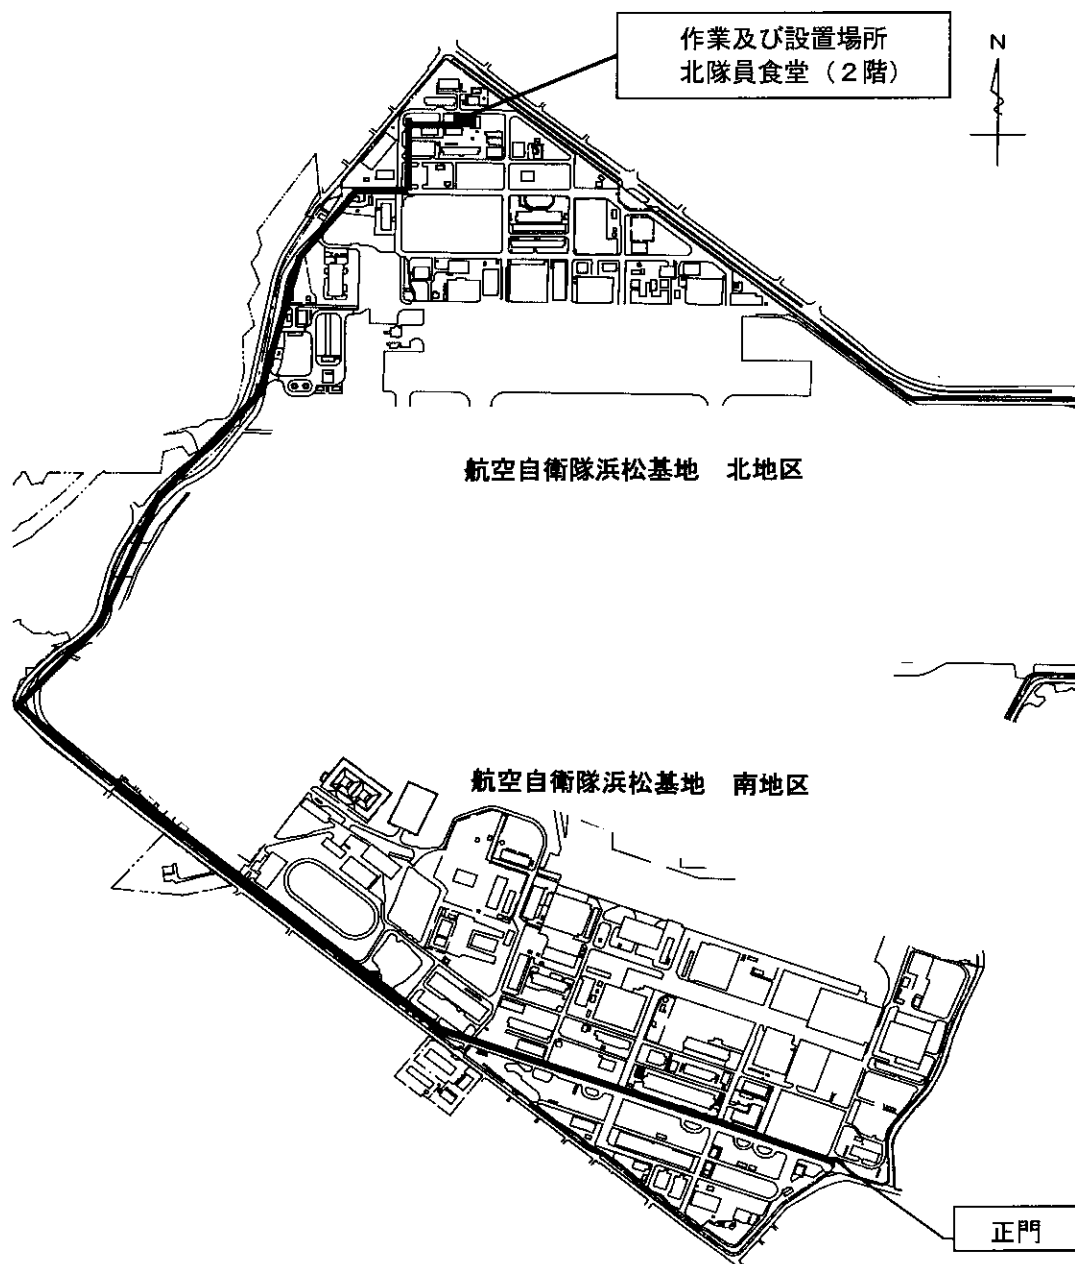 作業及び設置場所
北隊員食堂（２階）
N
航空自衛隊浜松基地　北地区
航空自衛隊浜松基地　南地区
正門